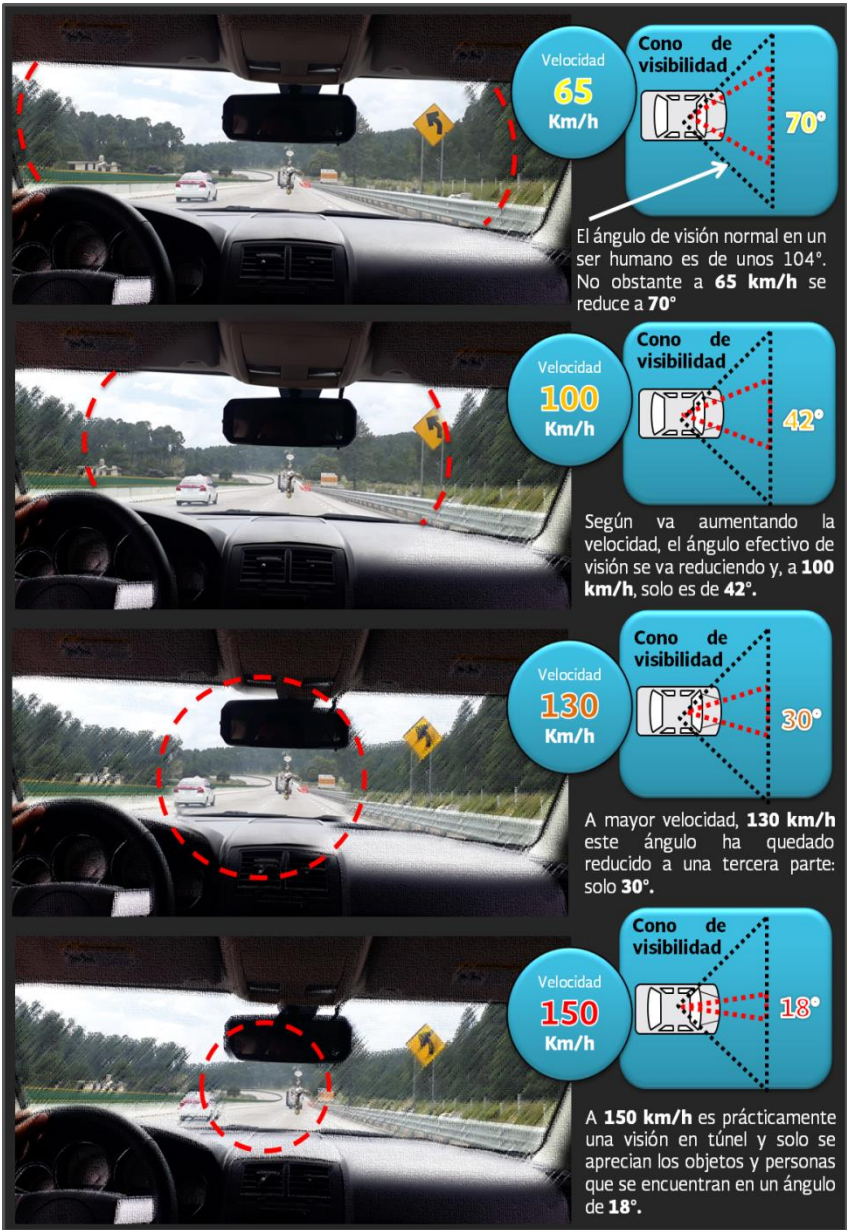 Velocidad
65
Km/h
Cono de
visibilidad
70°
El ángulo de visión normal en un
ser humano es de unos 104°.
No obstante a 65 km/h se
reduce a 70°
Velocidad
100
Km/h
Cono de
visibilidad
42°
Según va aumentando la
velocidad, el ángulo efectivo de
visión se va reduciendo y, a 100
km/h, solo es de 42°.
Velocidad
130
Km/h
Cono de
visibilidad
30°
A mayor velocidad, 130 km/h
este ángulo ha quedado
reducido a una tercera parte:
solo 30°.
Velocidad
150
Km/h
Cono de
visibilidad
18°
A 150 km/h es prácticamente
una visión en túnel y solo se
aprecian los objetos y personas
que se encuentran en un ángulo
de 18°.